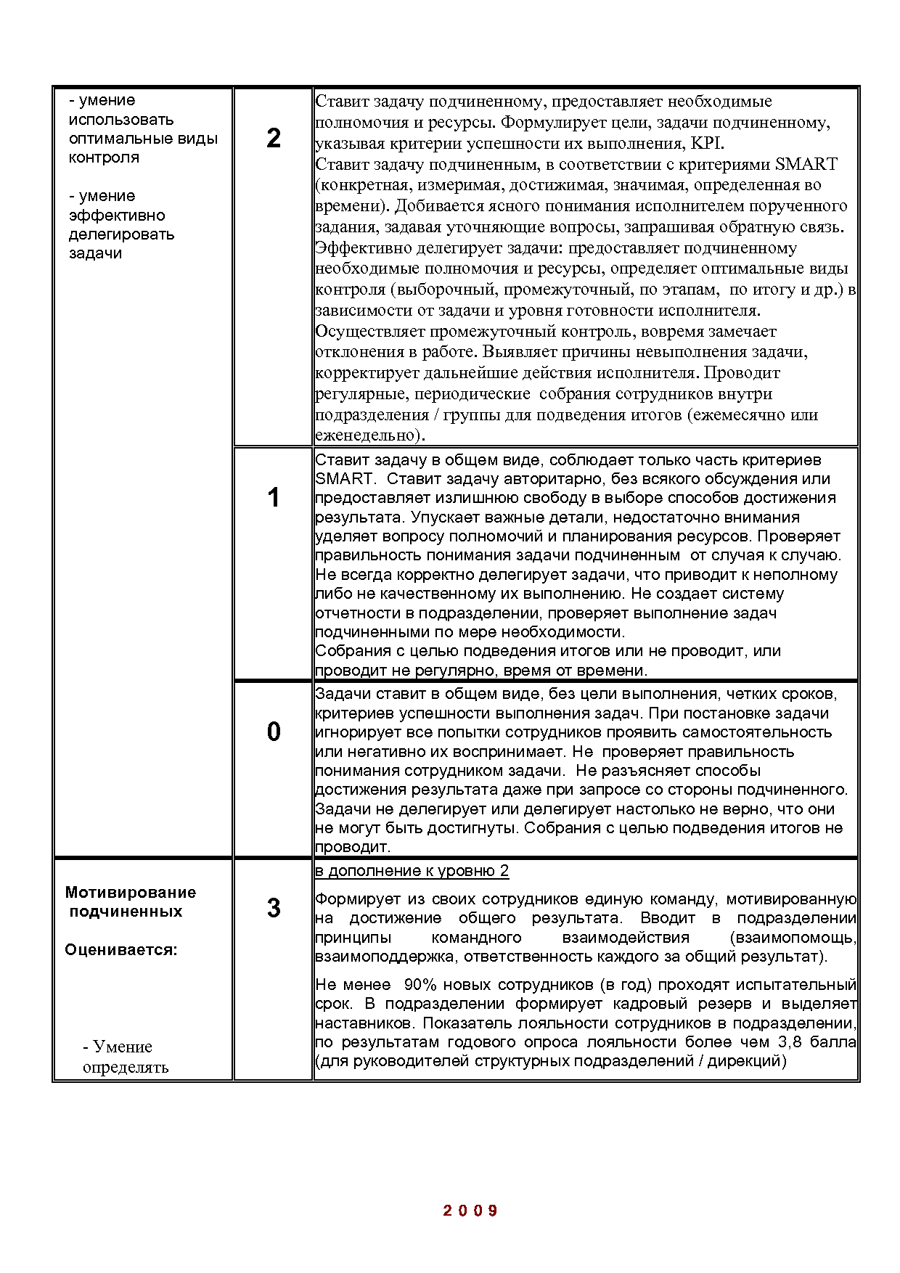 - умение
использовать
оптимальные виды
контроля
- умение
эффективно
делегировать
задачи
2
Ставит задачу подчиненному, предоставляет необходимые
полномочия и ресурсы. Формулирует цели, задачи подчиненному,
указывая критерии успешности их выполнения, KPI.
Ставит задачу подчиненным, в соответствии с критериями SMART
(конкретная, измеримая, достижимая, значимая, определенная во
времени). Добивается ясного понимания исполнителем порученного
задания, задавая уточняющие вопросы, запрашивая обратную связь.
Эффективно делегирует задачи: предоставляет подчиненному
необходимые полномочия и ресурсы, определяет оптимальные виды
контроля (выборочный, промежуточный, по этапам,  по итогу и др.) в
зависимости от задачи и уровня готовности исполнителя.
Осуществляет промежуточный контроль, вовремя замечает
отклонения в работе. Выявляет причины невыполнения задачи,
корректирует дальнейшие действия исполнителя. Проводит
регулярные, периодические  собрания сотрудников внутри
подразделения / группы для подведения итогов (ежемесячно или
еженедельно).
1
Ставит задачу в общем виде, соблюдает только часть критериев
SMART.  Ставит задачу авторитарно, без всякого обсуждения или
предоставляет излишнюю свободу в выборе способов достижения
результата. Упускает важные детали, недостаточно внимания
уделяет вопросу полномочий и планирования ресурсов. Проверяет
правильность понимания задачи подчиненным  от случая к случаю.
Не всегда корректно делегирует задачи, что приводит к неполному
либо не качественному их выполнению. Не создает систему
отчетности в подразделении, проверяет выполнение задач
подчиненными по мере необходимости.
Собрания с целью подведения итогов или не проводит, или
проводит не регулярно, время от времени.
0
Задачи ставит в общем виде, без цели выполнения, четких сроков,
критериев успешности выполнения задач. При постановке задачи
игнорирует все попытки сотрудников проявить самостоятельность
или негативно их воспринимает. Не  проверяет правильность
понимания сотрудником задачи.  Не разъясняет способы
достижения результата даже при запросе со стороны подчиненного.
Задачи не делегирует или делегирует настолько не верно, что они
не могут быть достигнуты. Собрания с целью подведения итогов не
проводит.
Мотивирование
подчиненных
Оценивается:
- Умение
определять
3
в дополнение к уровню 2
Формирует из своих сотрудников единую команду, мотивированную
на достижение общего результата. Вводит в подразделении
принципы командного взаимодействия (взаимопомощь,
взаимоподдержка, ответственность каждого за общий результат).
Не менее  90% новых сотрудников (в год) проходят испытательный
срок. В подразделении формирует кадровый резерв и выделяет
наставников. Показатель лояльности сотрудников в подразделении,
по результатам годового опроса лояльности более чем 3,8 балла
(для руководителей структурных подразделений / дирекций)
2009